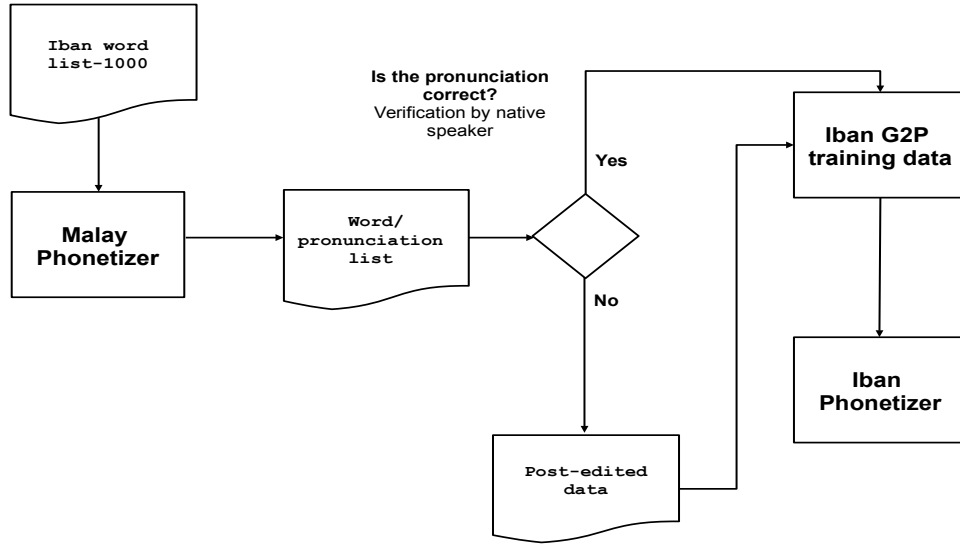 Iban word
list-1000
Is the pronunciation
correct?
Verification by native
speaker
Malay
Phonetizer
Word/
pronunciation
list
Yes
No
Iban G2P
training data
Iban
Phonetizer
Post-edited
data